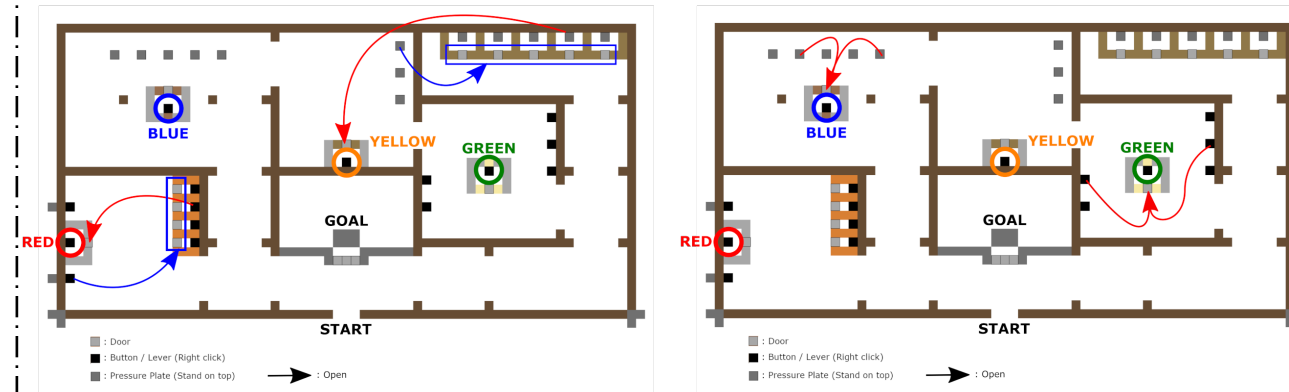 BLUE
YELLOW
GREEN
RED
GOAL
START
: Door
: Button / Lever (Right click)
: Pressure Plate (Stand on top)
: Open
BLUE
YELLOW
GREEN
RED
GOAL
START
: Door
: Button / Lever (Right click)
: Pressure Plate (Stand on top)
: Open